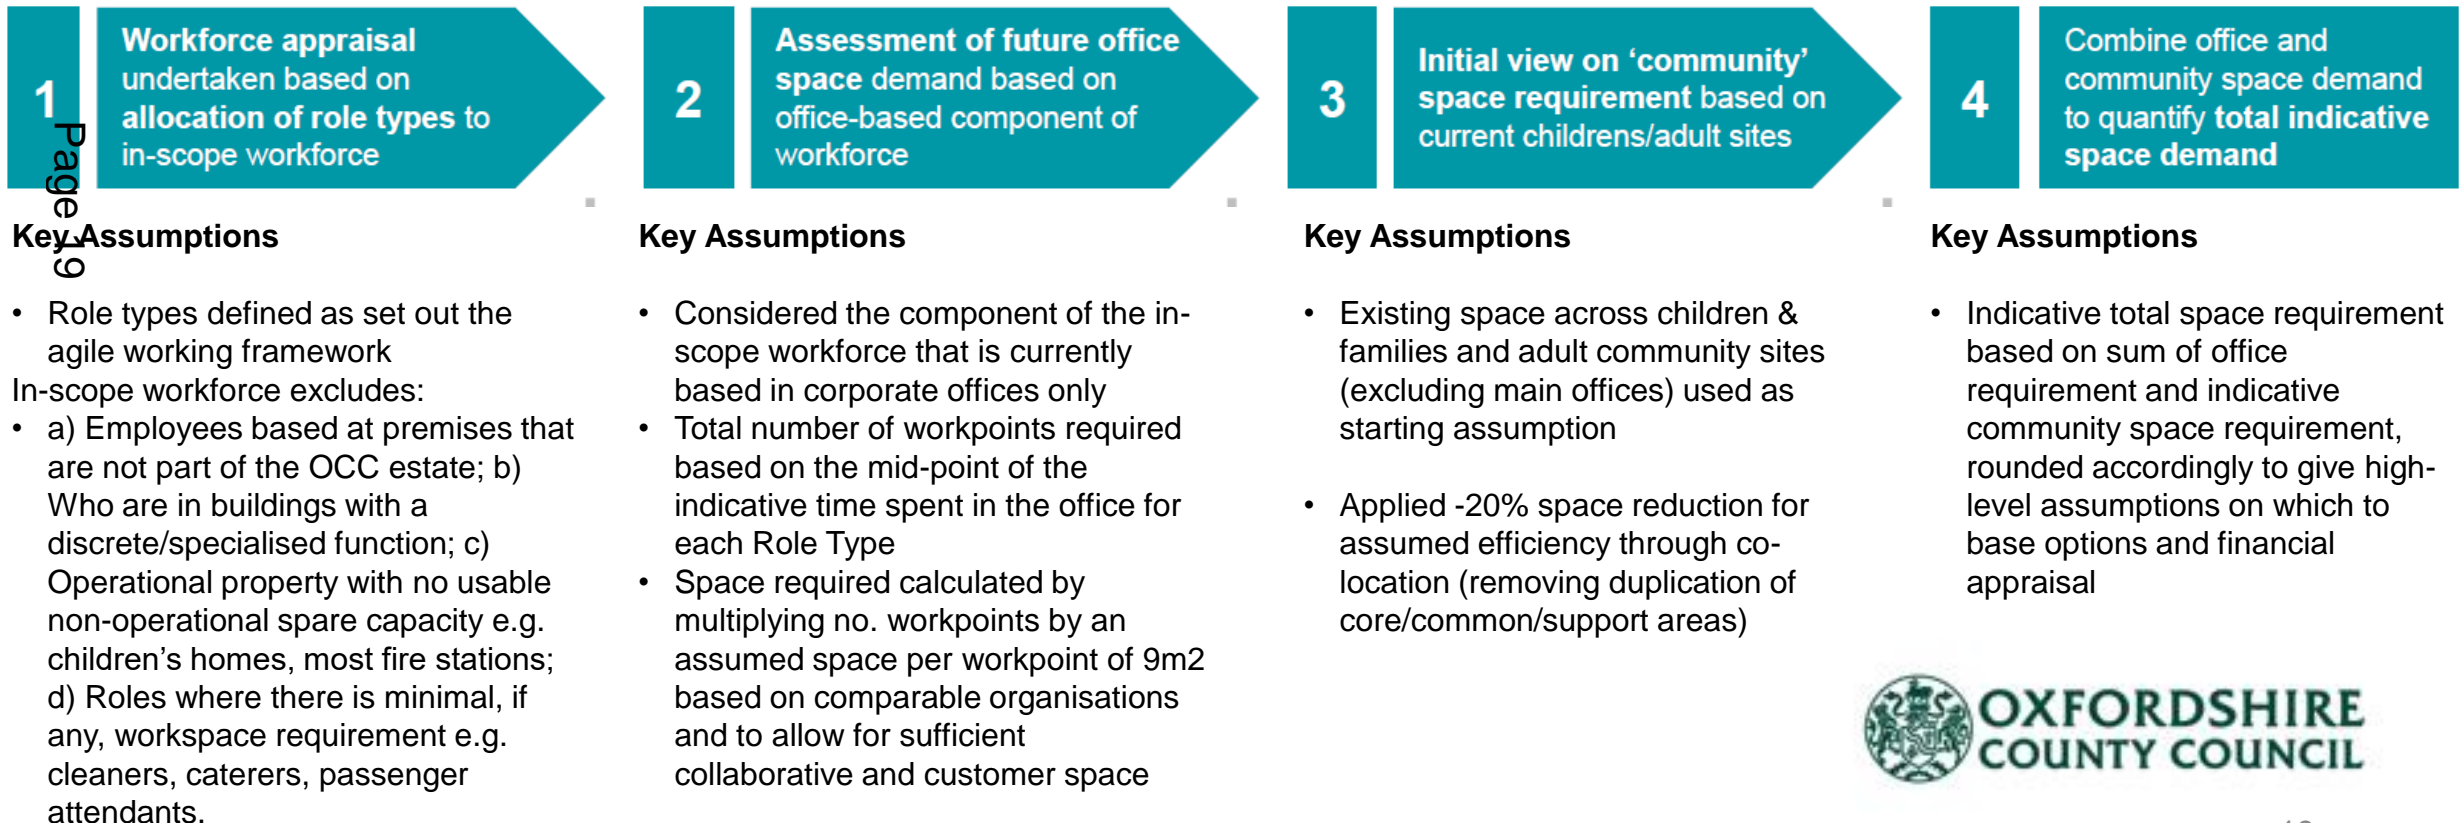 1
Workforce appraisal
undertaken based on
allocation of role types to
in-scope workforce
2
Assessment of future office
space demand based on
office-based component of
workforce
3
Initial view on ‘community’
space requirement based on
current childrens/adult sites
4
Combine office and
community space demand
to quantify total indicative
space demand
Page 19
Key Assumptions
• Role types defined as set out the
agile working framework
In-scope workforce excludes:
• a) Employees based at premises that
are not part of the OCC estate; b)
Who are in buildings with a
discrete/specialised function; c)
Operational property with no usable
non-operational spare capacity e.g.
children’s homes, most fire stations;
d) Roles where there is minimal, if
any, workspace requirement e.g.
cleaners, caterers, passenger
attendants.
Key Assumptions
• Considered the component of the in-
scope workforce that is currently
based in corporate offices only
• Total number of workpoints required
based on the mid-point of the
indicative time spent in the office for
each Role Type
• Space required calculated by
multiplying no. workpoints by an
assumed space per workpoint of 9m2
based on comparable organisations
and to allow for sufficient
collaborative and customer space
Key Assumptions
• Existing space across children &
families and adult community sites
(excluding main offices) used as
starting assumption
• Applied -20% space reduction for
assumed efficiency through co-
location (removing duplication of
core/common/support areas)
Key Assumptions
• Indicative total space requirement
based on sum of office
requirement and indicative
community space requirement,
rounded accordingly to give high-
level assumptions on which to
base options and financial
appraisal
OXFORDSHIRE
COUNTY COUNCIL